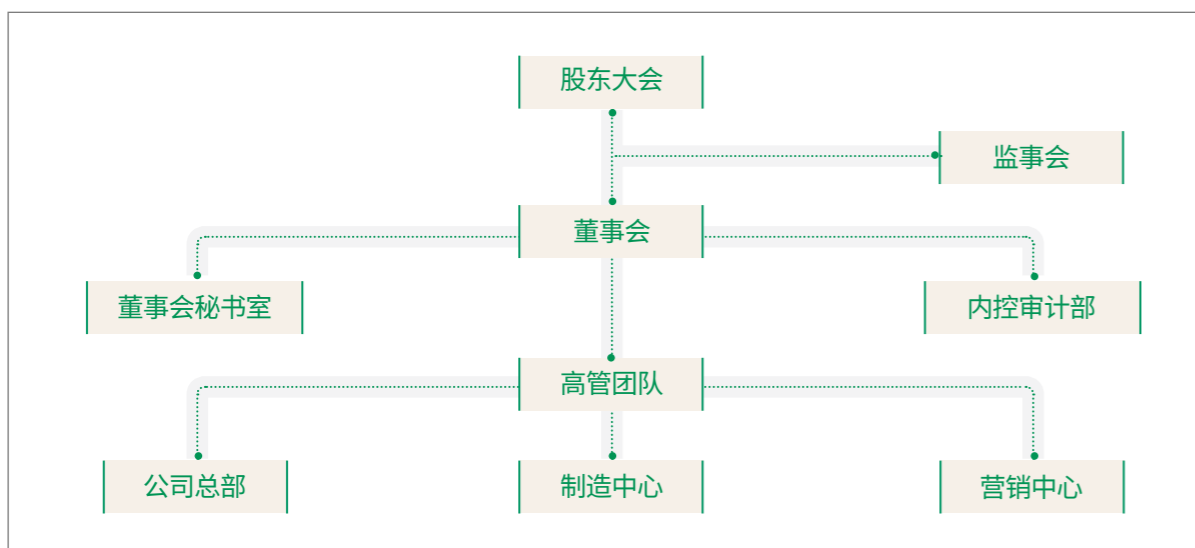 股东大会
监事会
董事会
董事会秘书室
内控审计部
高管团队
公司总部
制造中心
营销中心